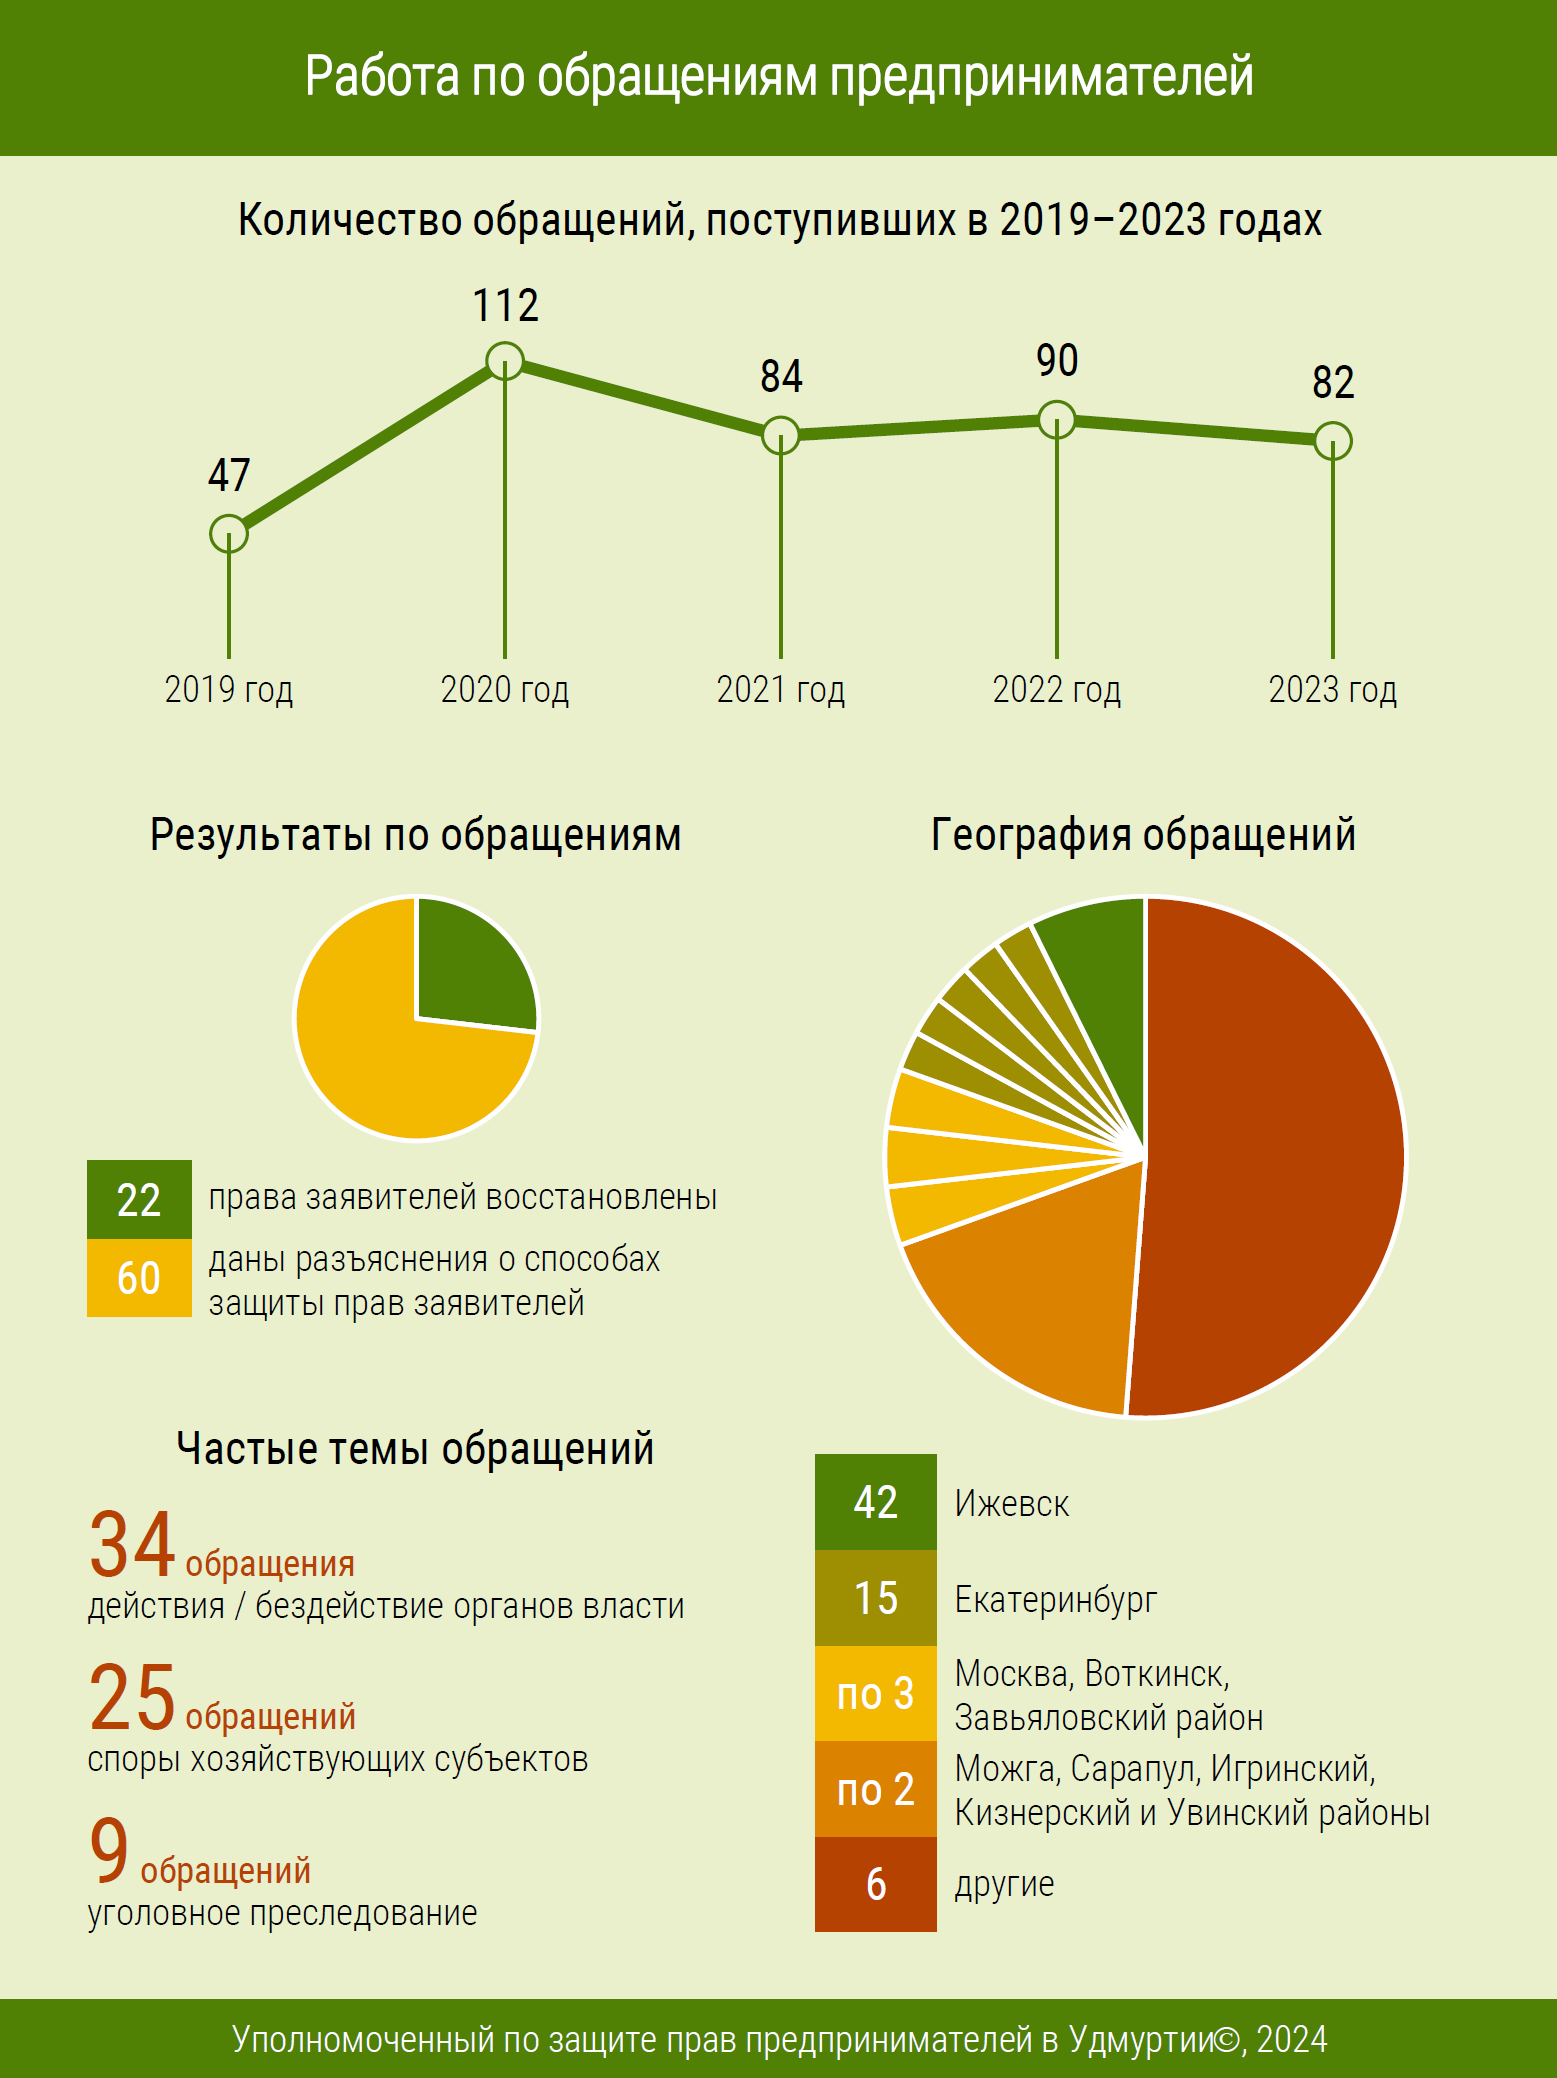 Работа по обращениям предпринимателей
Количество обращений, поступивших в 2019–2023 годах
47
112
84
90
82
2019 год
2020 год
2021 год
2022 год
2023 год
Результаты по обращениям
22
права заявителей восстановлены
60
даны разъяснения о способах
защиты прав заявителей
Частые темы обращений
34 обращения
действия / бездействие органов власти
25 обращений
споры хозяйствующих субъектов
9 обращений
уголовное преследование
География обращений
42
Ижевск
15
Екатеринбург
по 3
Москва, Воткинск,
Завьяловский район
по 2
Можга, Сарапул, Игринский,
Кизнерский и Увинский районы
6
другие
Уполномоченный по защите прав предпринимателей в Удмуртии©, 2024